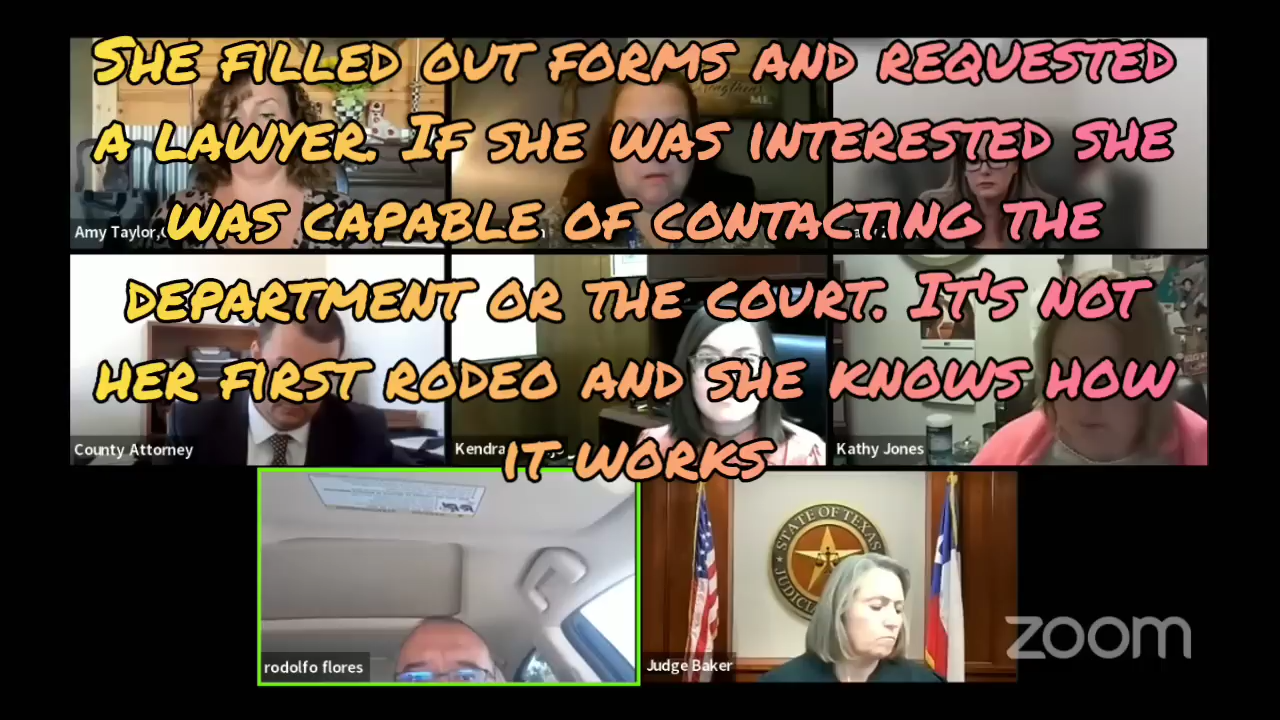 She filled out forms and requested
a lawyer. If she was interested she
was capable of contacting the
department or the court. It's not
her first rodeo and she knows how
it works
ME.
Amy Taylor,
County Attorney
Kendra
Kathy Jones
STATE OF TEXAS
rodolfo flores
Judge Baker
zoom